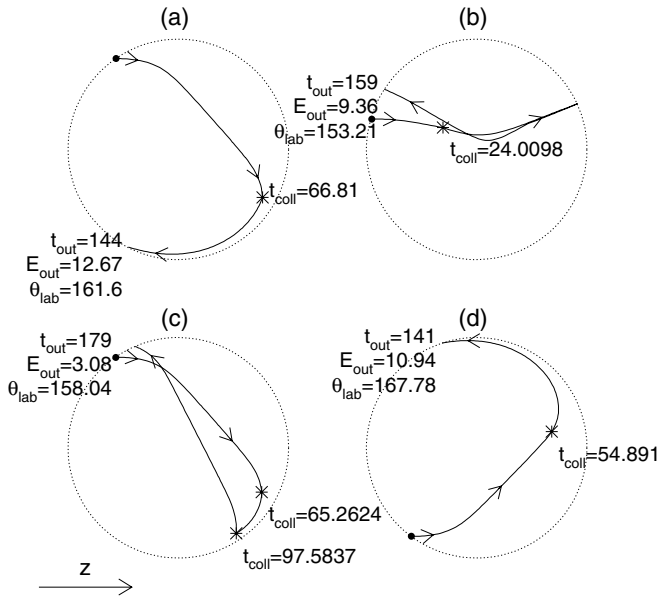 (a)
(b)
t_out=159
E_out=9.36
θ_lab=153.21
t_coll=24.0098
t_coll=66.81
t_out=144
E_out=12.67
θ_lab=161.6
(c)
(d)
t_out=179
E_out=3.08
θ_lab=158.04
t_out=141
E_out=10.94
θ_lab=167.78
t_coll=54.891
t_coll=65.2624
t_coll=97.5837
z